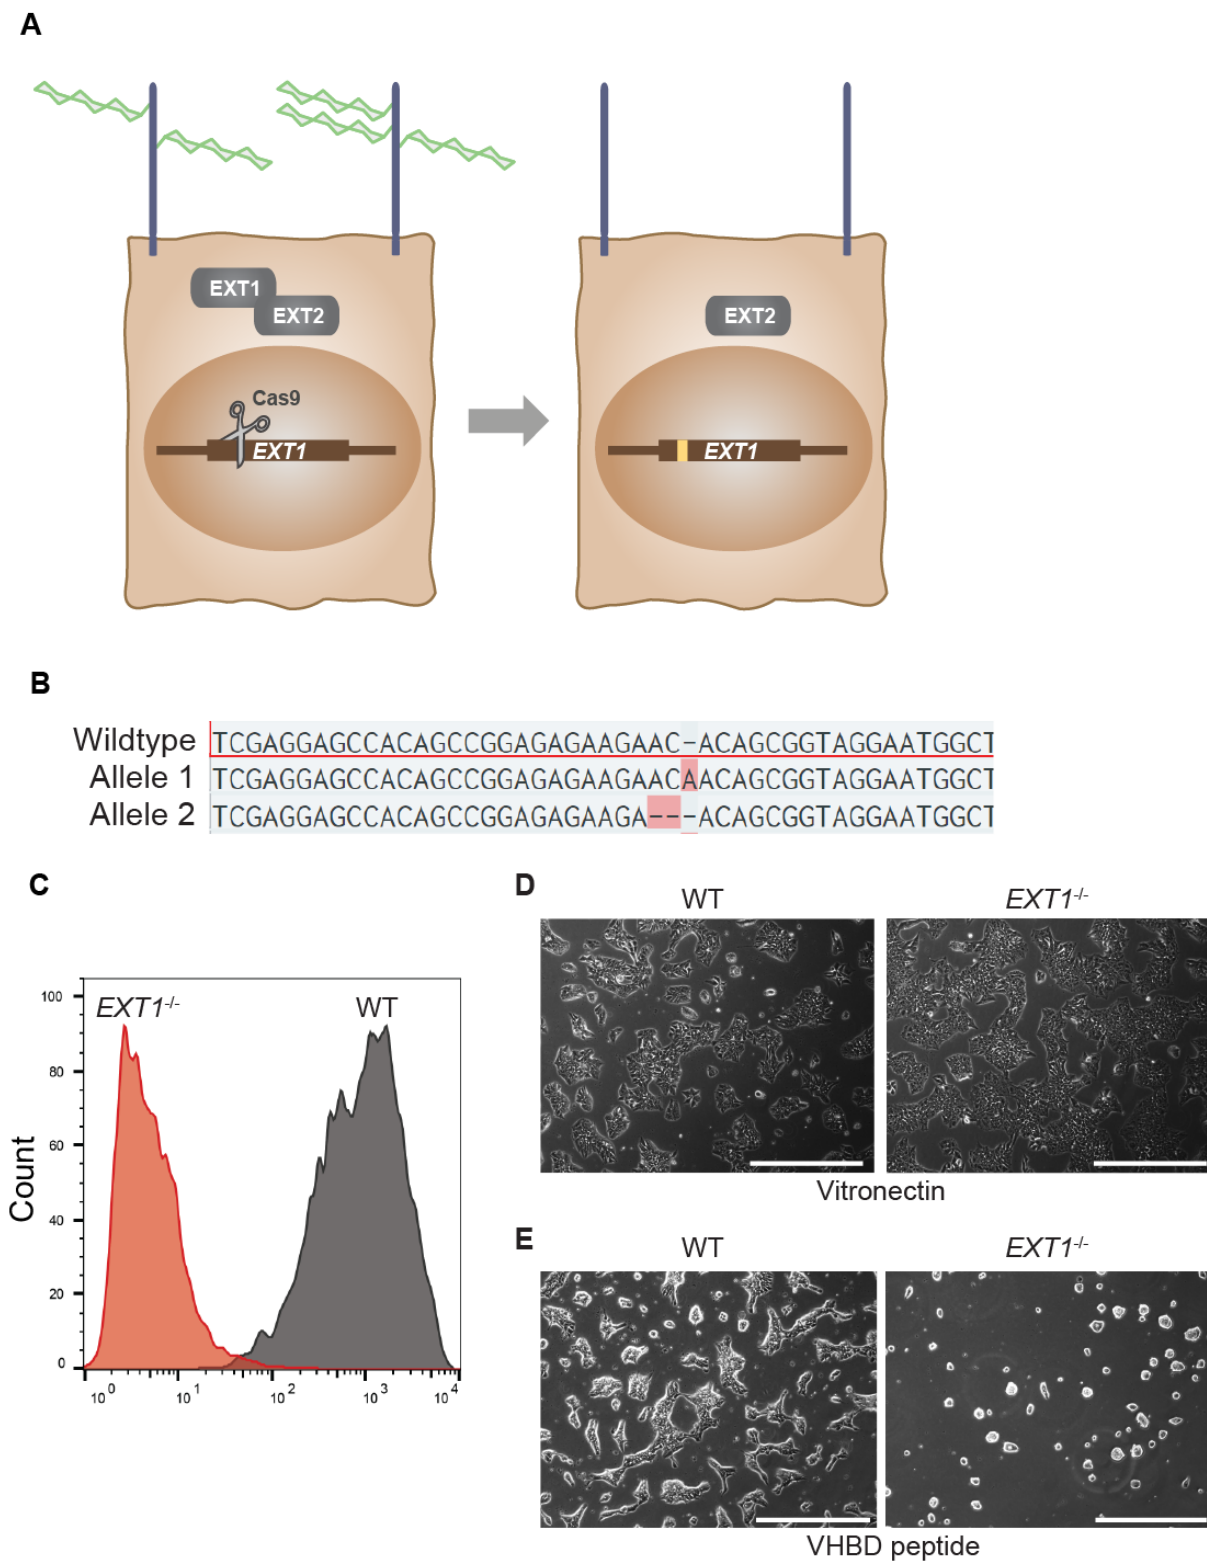 A
EXT1
EXT2
EXT2
Cas9
EXT1
EXT1
B
Wildtype TCGAGGAGCCACAGCCGGAGAGAAGAAC-ACAGCGGTAGGAATGGCT
Allele 1 TCGAGGAGCCACAGCCGGAGAGAAGAACAACAGCGGTAGGAATGGCT
Allele 2 TCGAGGAGCCACAGCCGGAGAGAAGA---ACAGCGGTAGGAATGGCT
C
EXT1-/-
WT
Count
100
80
60
40
20
0
10^0 10^1 10^2 10^3 10^4
D
WT
EXT1-/-
Vitronectin
E
WT
EXT1-/-
VHBD peptide